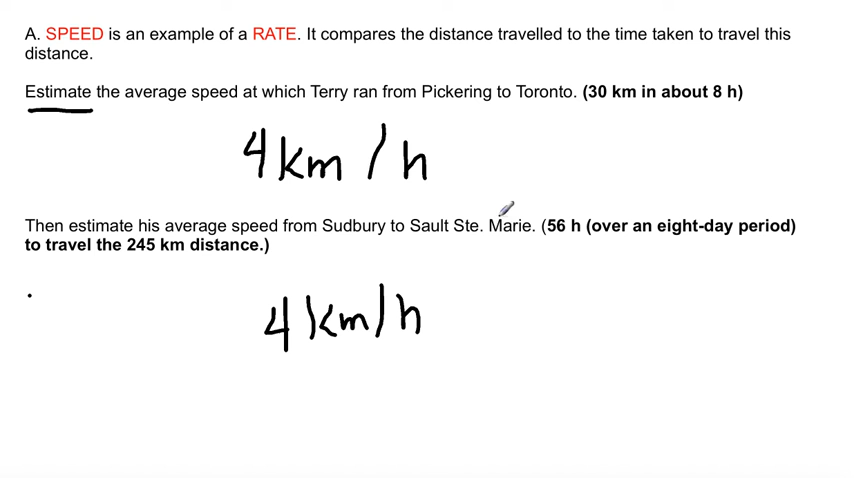 A. SPEED is an example of a RATE. It compares the distance travelled to the time taken to travel this
distance.
Estimate the average speed at which Terry ran from Pickering to Toronto. (30 km in about 8 h)
4 km / h
Then estimate his average speed from Sudbury to Sault Ste. Marie. (56 h (over an eight-day period)
to travel the 245 km distance.)
4 km/h